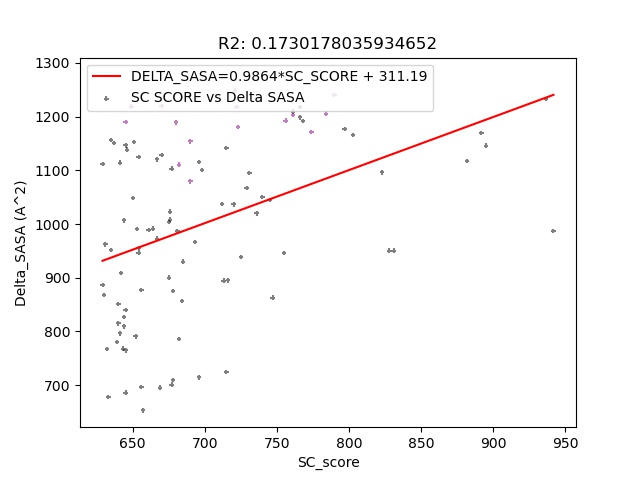 R2: 0.1730178035934652
DELTA_SASA=0.9864*SC_SCORE + 311.19
SC SCORE vs Delta SASA
Delta_SASA (A^2)
1300
1200
1100
1000
900
800
700
650 700 750 800 850 900 950
SC_score